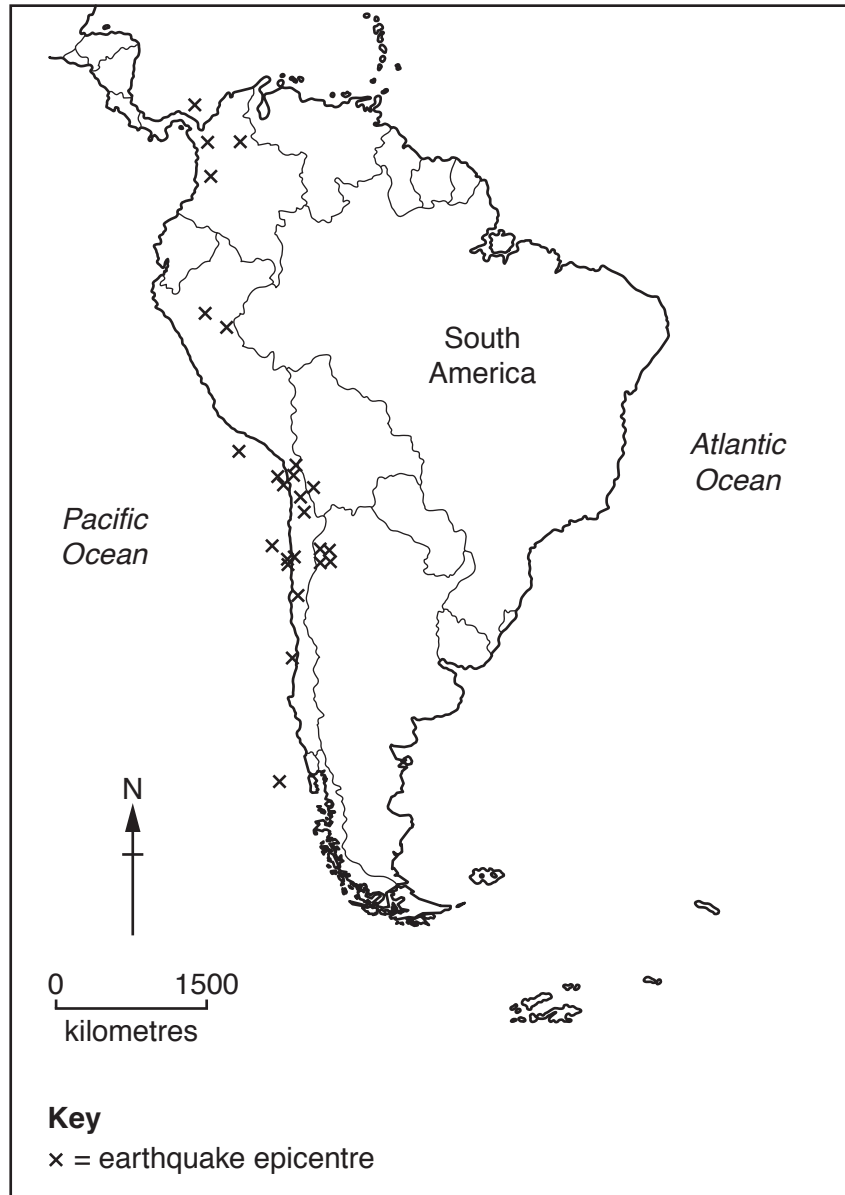 South
America
Atlantic
Ocean
Pacific
Ocean
N
0 1500
kilometres
Key
× = earthquake epicentre